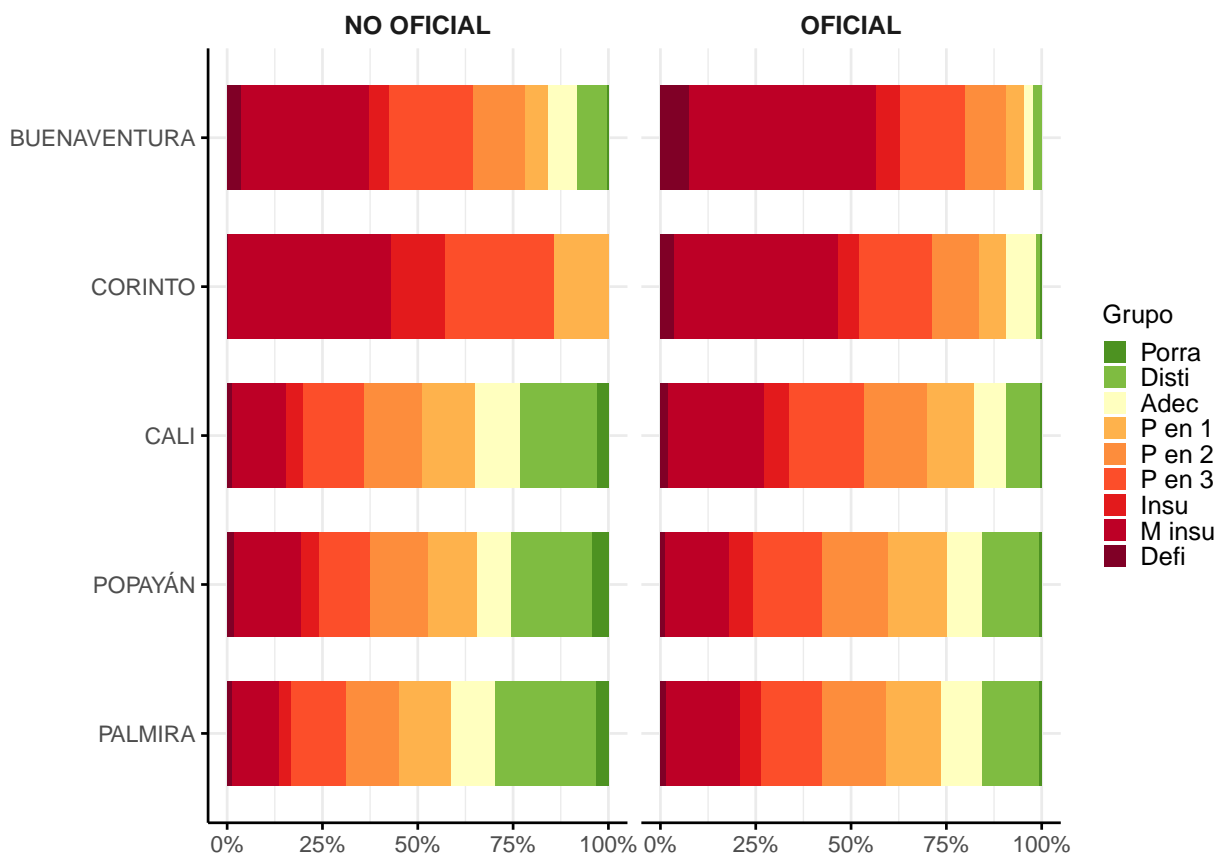 NO OFICIAL
OFICIAL
BUENAVENTURA
CORINTO
CALI
POPAYÁN
PALMIRA
0%
25%
50%
75%
100%
0%
25%
50%
75%
100%
Grupo
Porra
Disti
Adec
P en 1
P en 2
P en 3
Insu
M insu
Defi